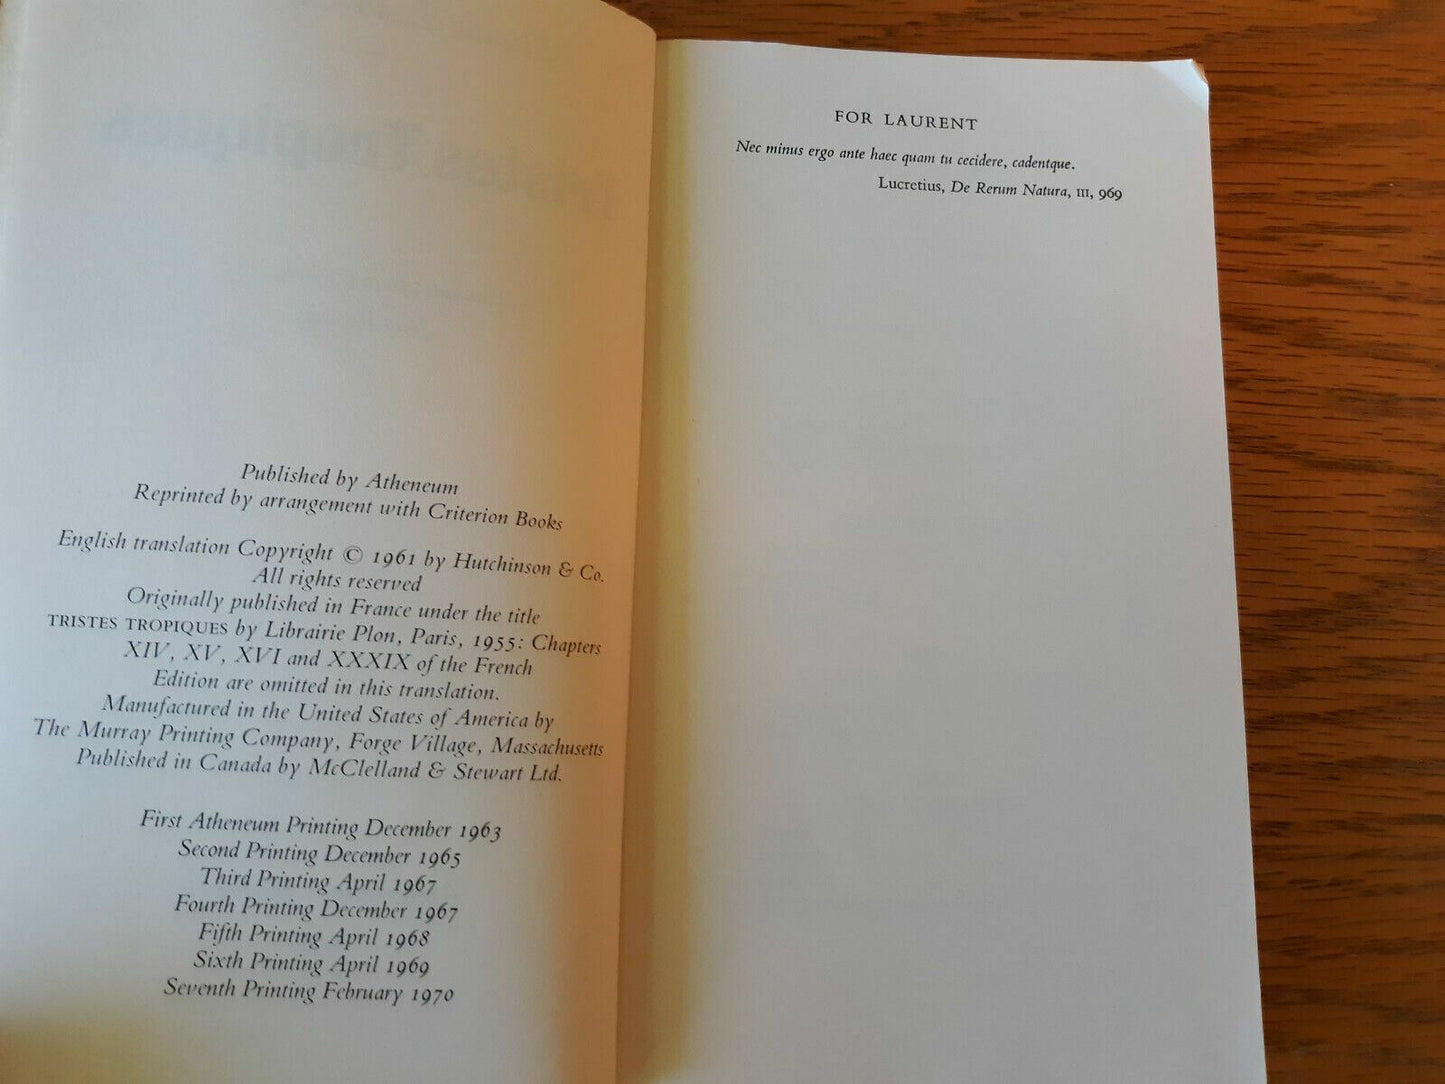 Published by Atheneum
Reprinted by arrangement with Criterion Books
English translation Copyright © 1961 by Hutchinson & Co.
All rights reserved
Originally published in France under the title
TRISTES TROPIQUES by Librairie Plon, Paris, 1955: Chapters
XIV, XV, XVI and XXXIX of the French
Edition are omitted in this translation.
Manufactured in the United States of America by
The Murray Printing Company, Forge Village, Massachusetts
Published in Canada by McClelland & Stewart Ltd.
First Atheneum Printing December 1963
Second Printing December 1965
Third Printing April 1967
Fourth Printing December 1967
Fifth Printing April 1968
Sixth Printing April 1969
Seventh Printing February 1970
FOR LAURENT
Nec minus ergo ante haec quam tu cecidere, cadentque.
Lucretius, De Rerum Natura, III, 969